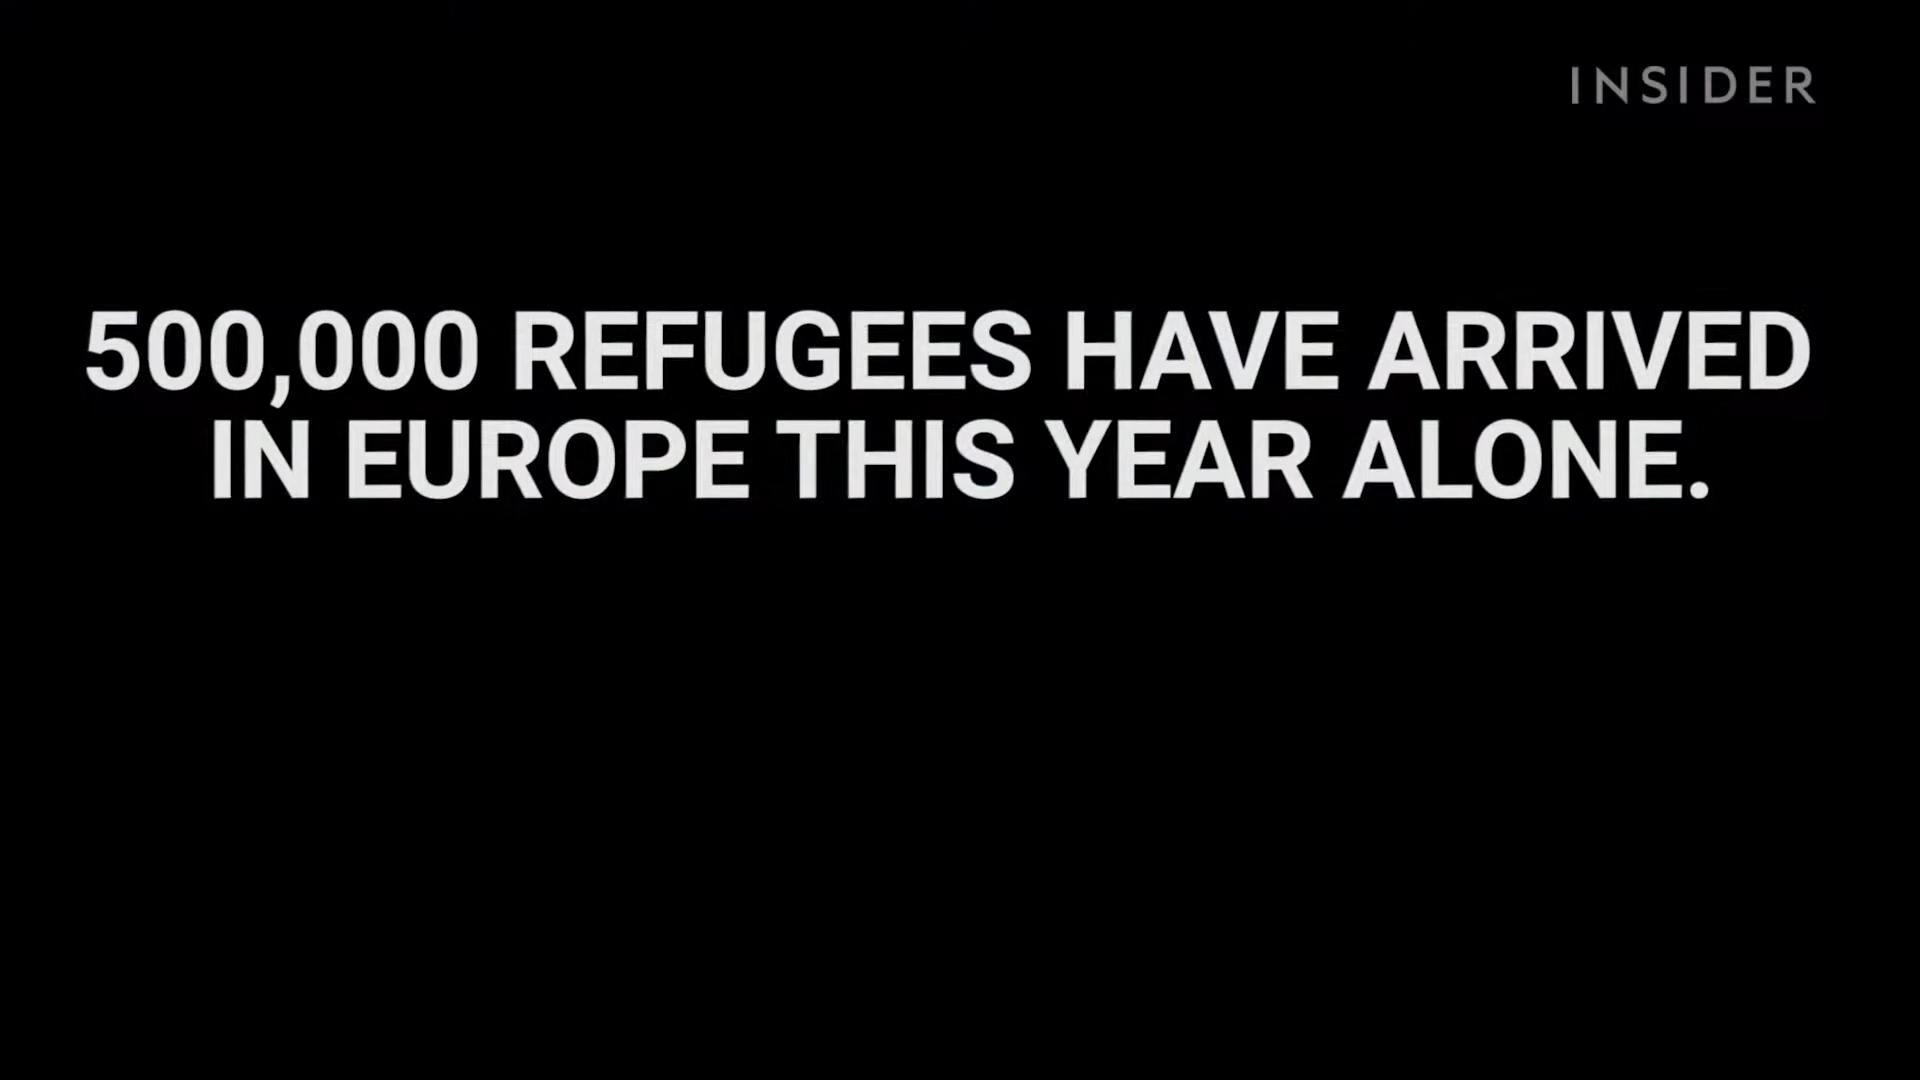 INSIDER
500,000 REFUGEES HAVE ARRIVED
IN EUROPE THIS YEAR ALONE.